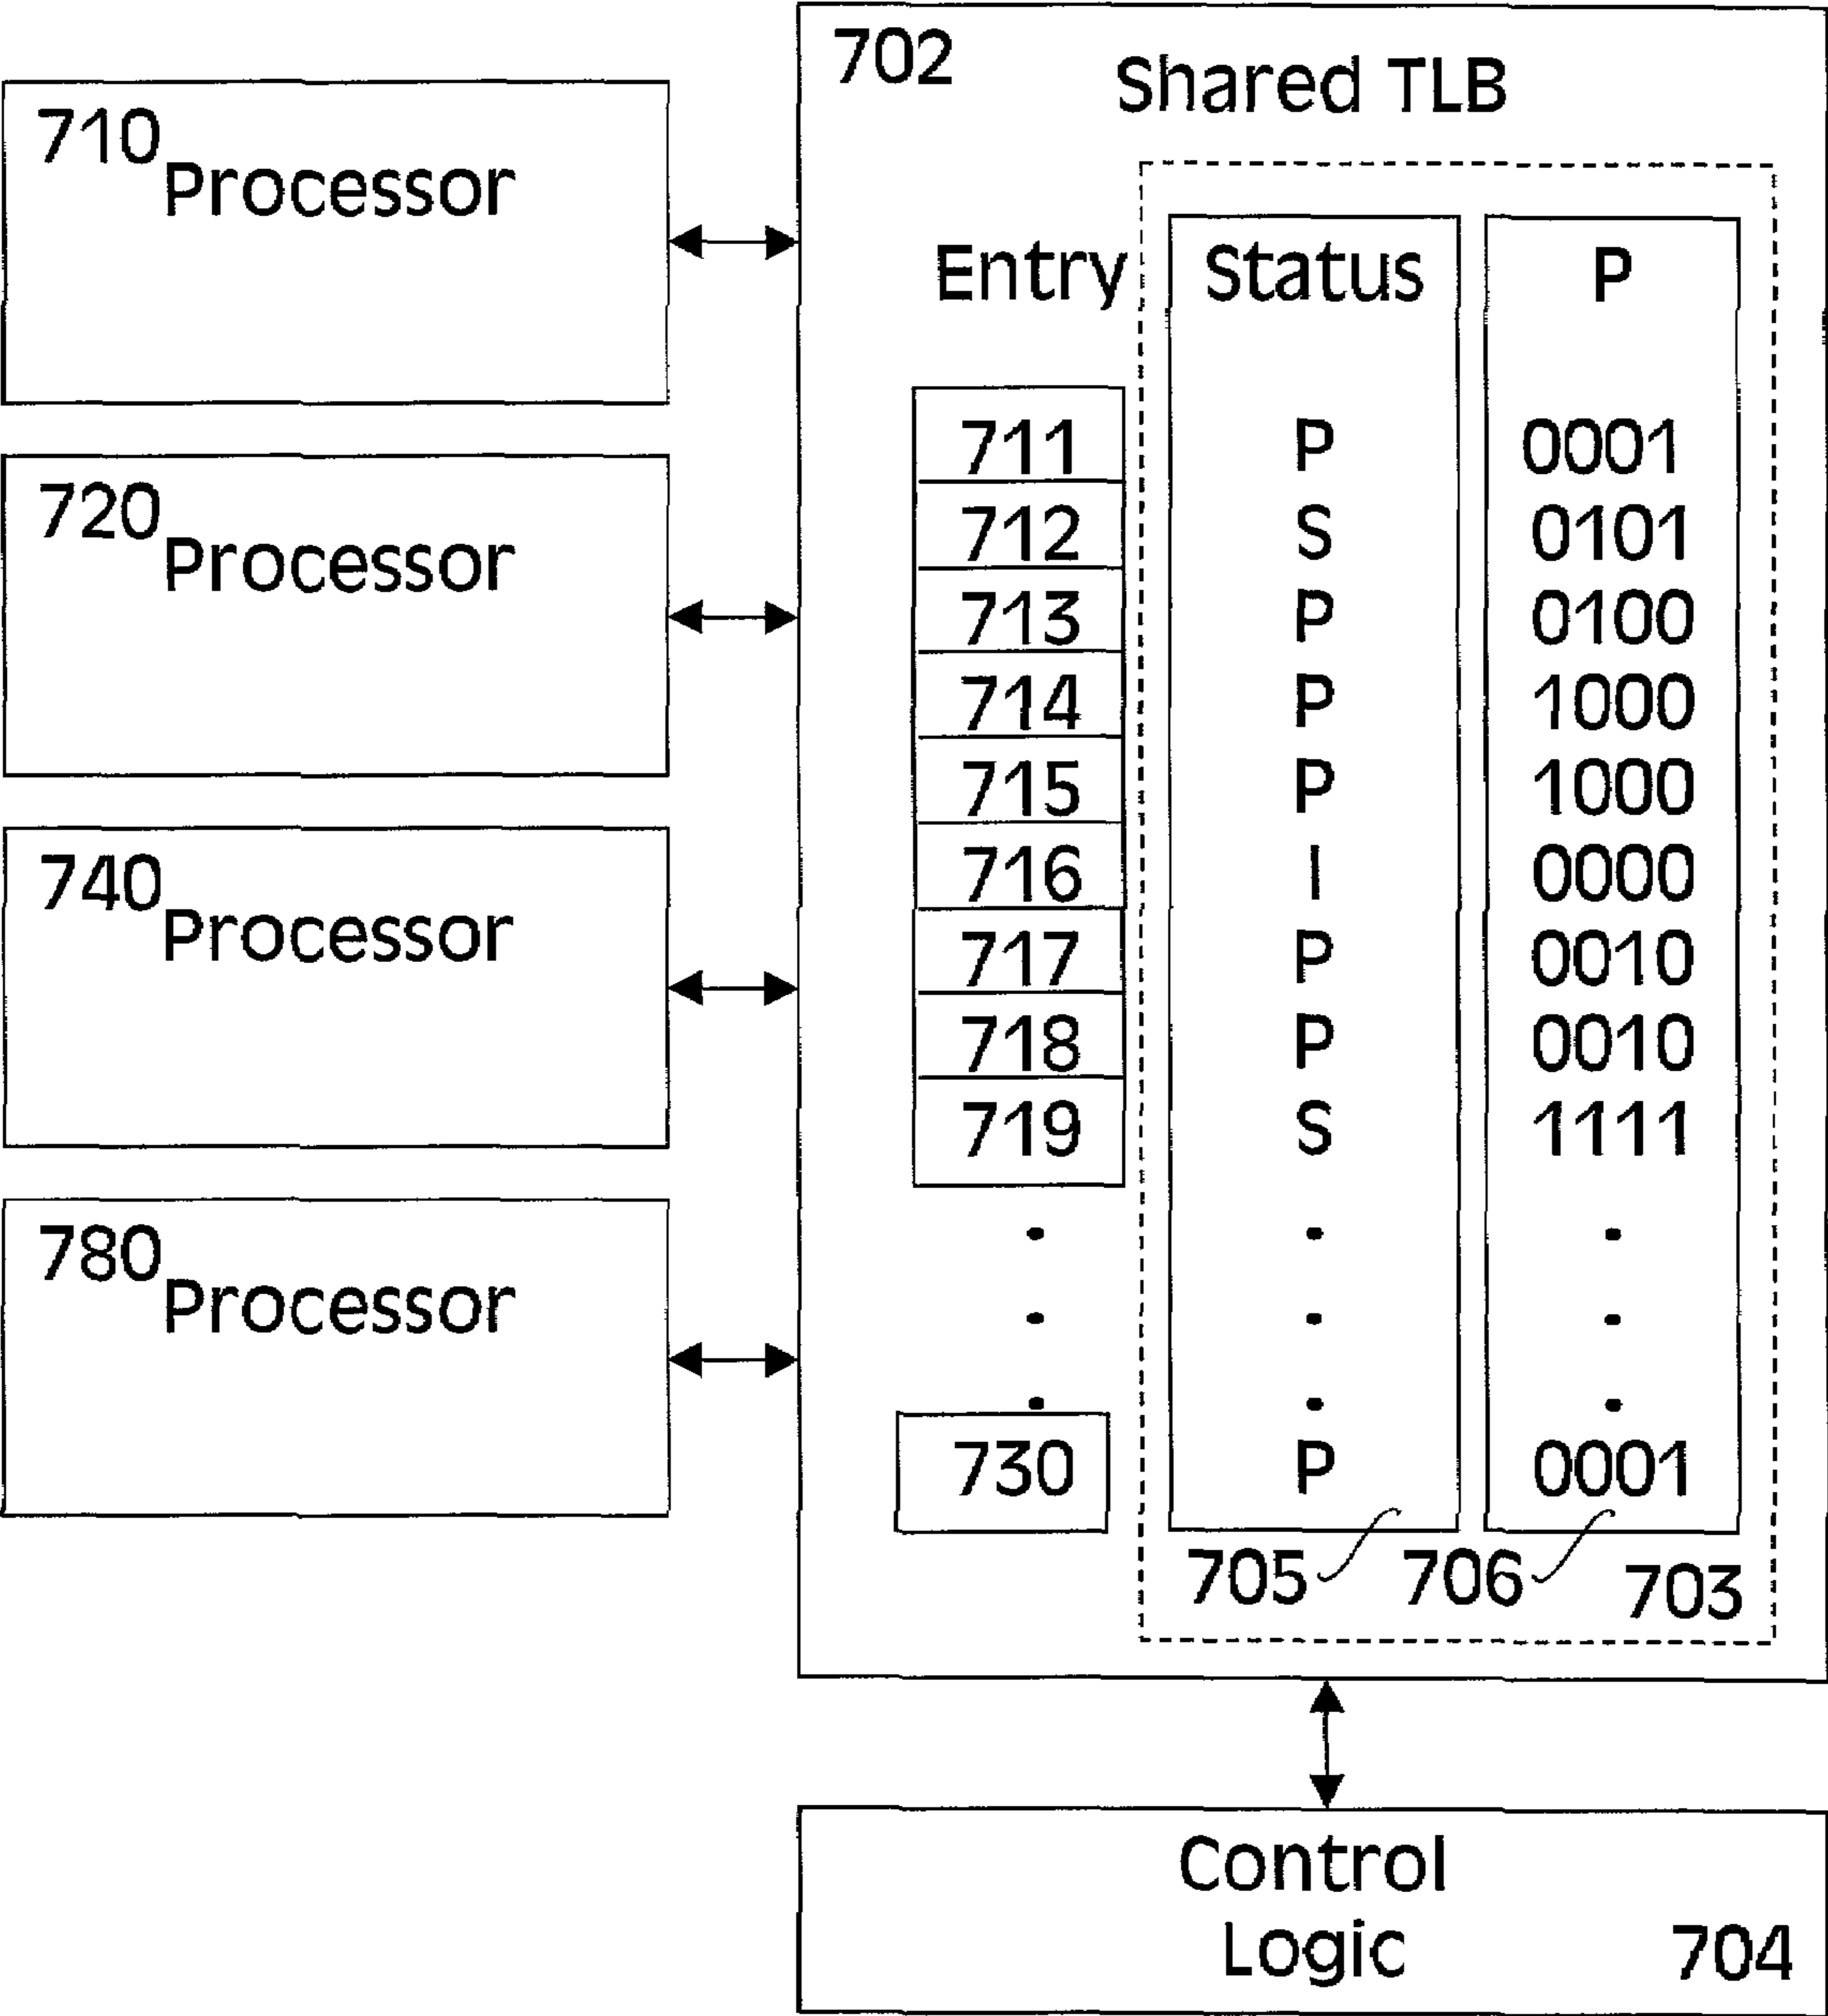 702
Shared TLB
710
Processor
720
Processor
740
Processor
780
Processor
Entry Status P
711 P 0001
712 S 0101
713 P 0100
714 P 1000
715 P 1000
716 I 0000
717 P 0010
718 P 0010
719 S 1111
730 P 0001
705 706 703
Control
Logic
704